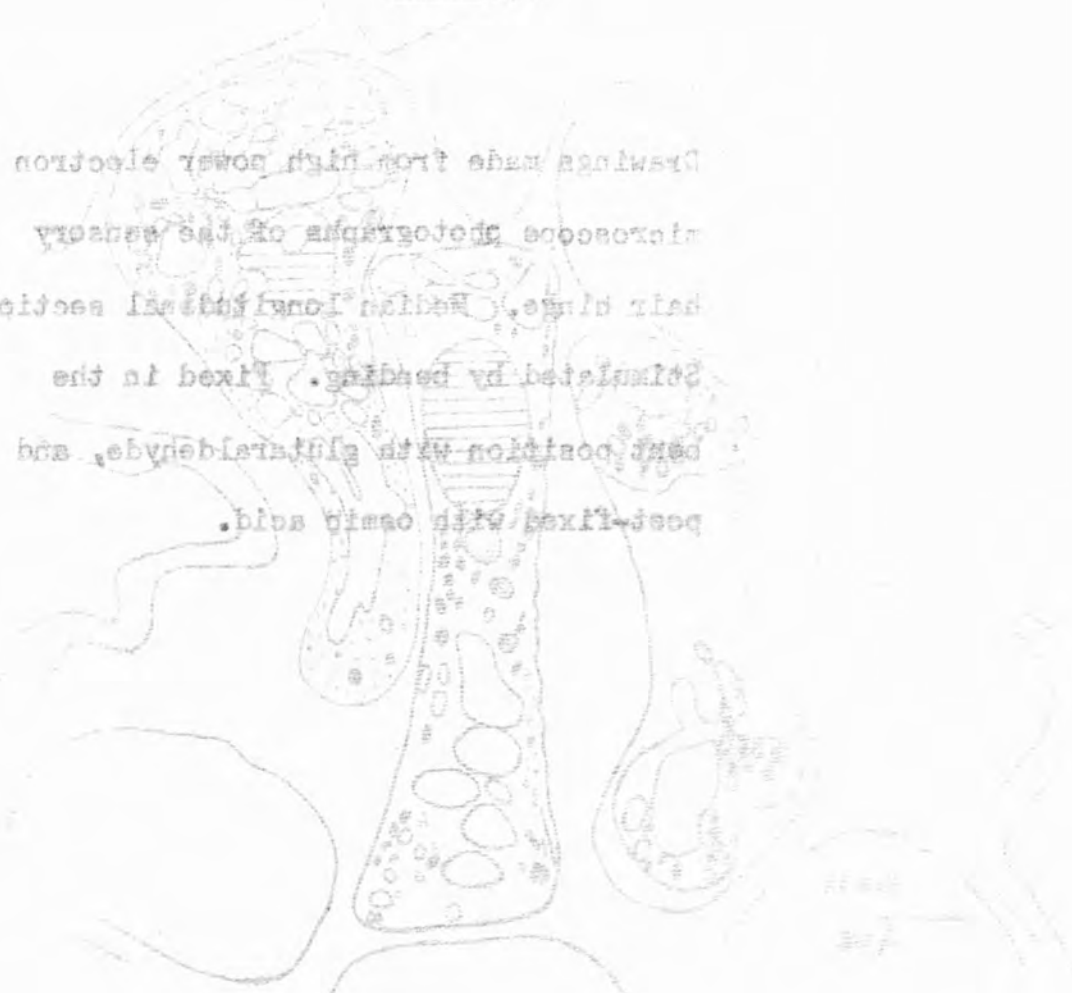 Drawings made from high power electron
microscope photographs of the sensory
hair hinge. Median longitudinal sectio
Stimulated by bending. Fixed in the
bent position with glutaraldehyde, and
post-fixed with osmic acid.